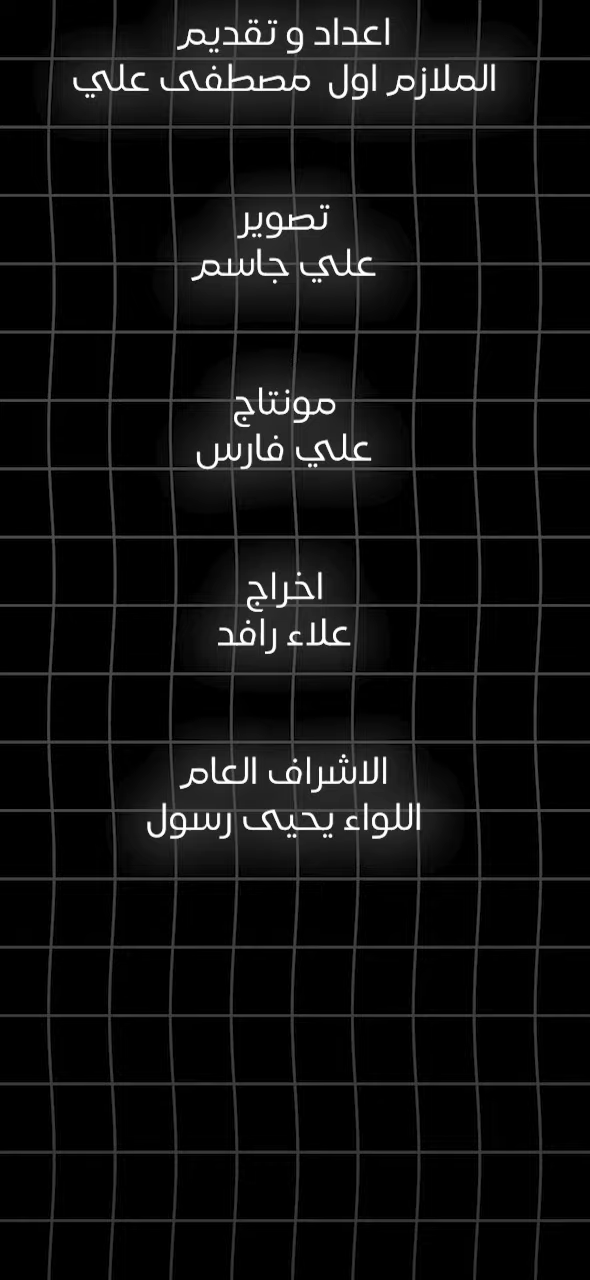 اعداد و تقديم
الملازم اول مصطفى علي
تصوير
علي جاسم
مونتاج
علي فارس
اخراج
علاء رافد
الاشراف العام
اللواء يحيى رسول